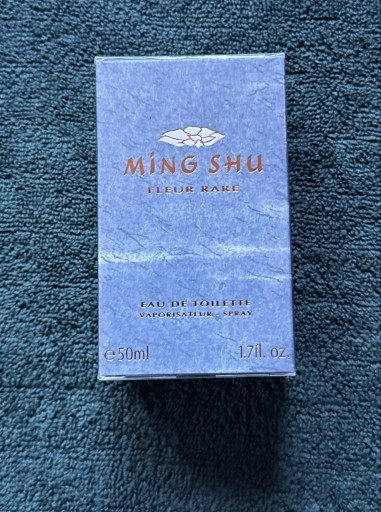 MING SHU
FLEUR RARE
EAU DE TOILETTE
VAPORISATEUR - SPRAY
e 50ml 1.7fl. oz.